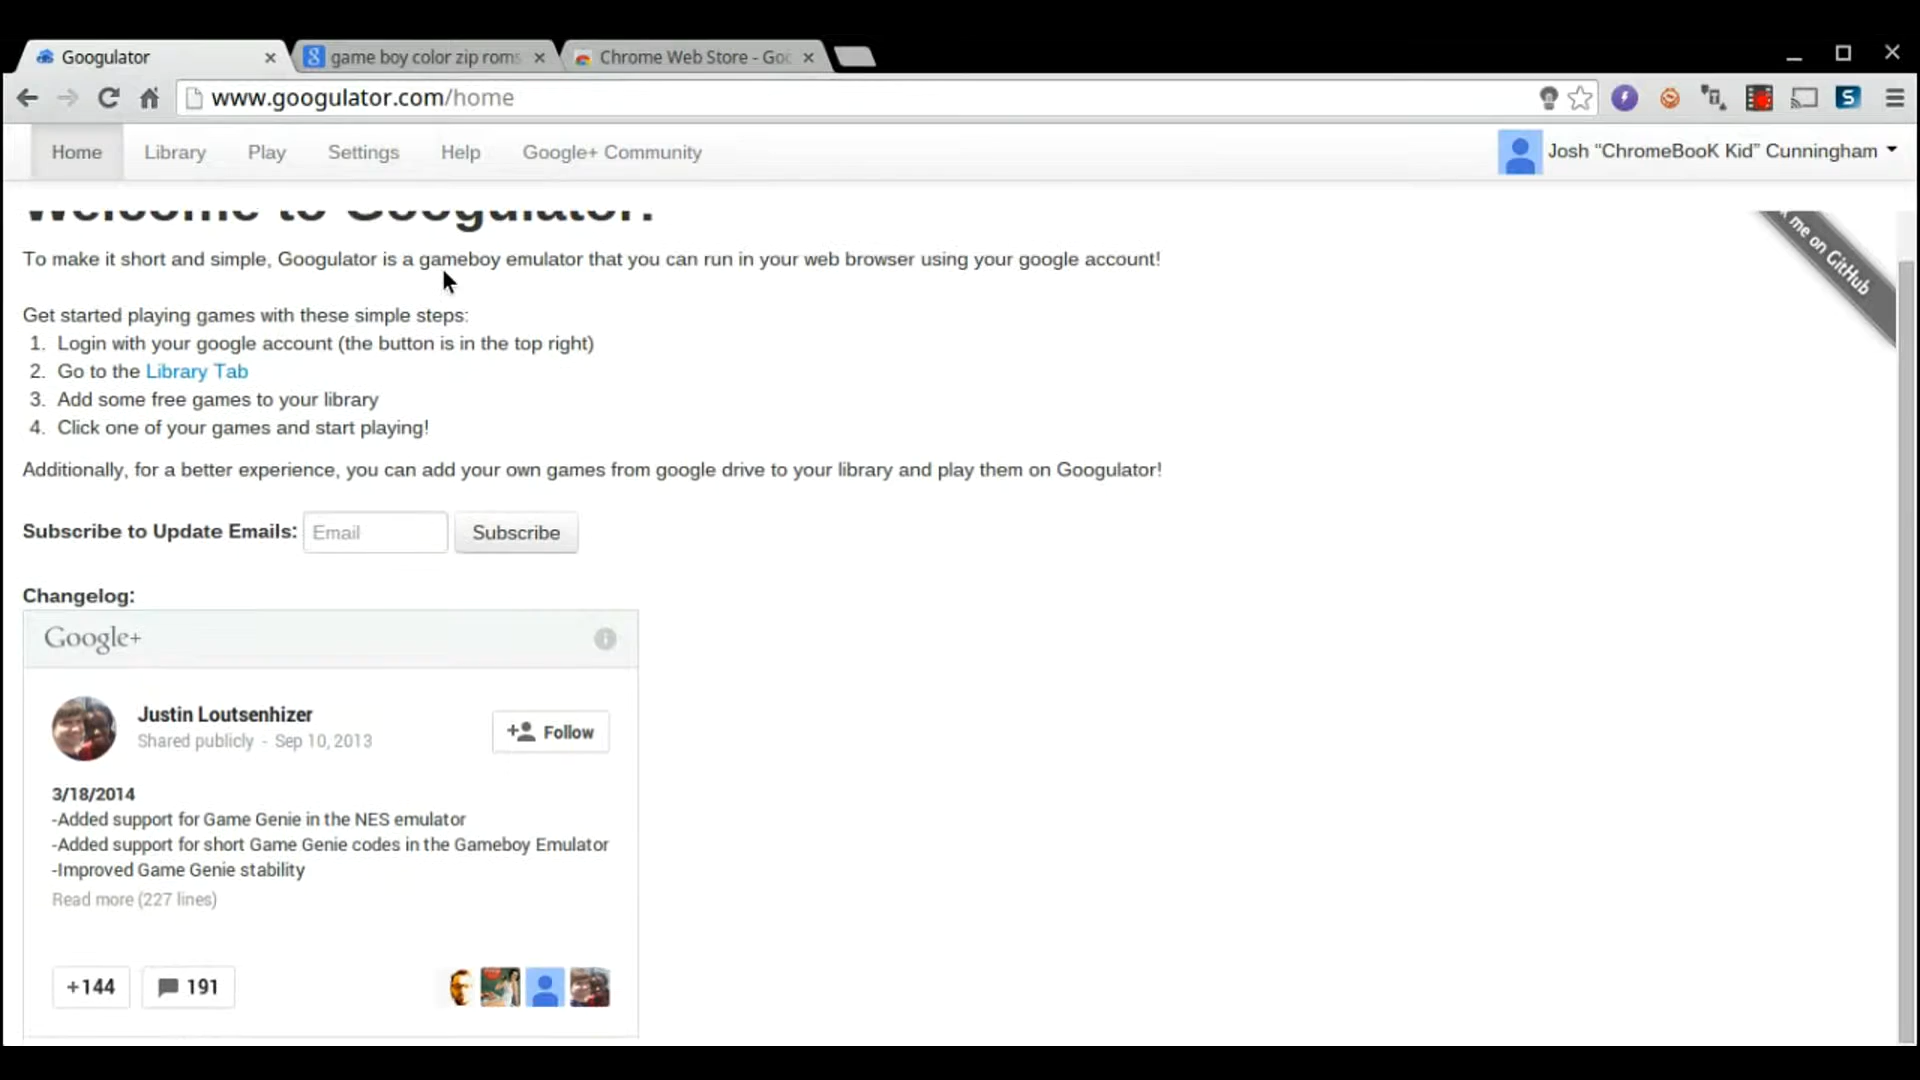 Googulator
game boy color zip roms
Chrome Web Store - Goo
www.googulator.com/home
Home Library Play Settings Help Google+ Community
Josh “ChromeBooK Kid” Cunningham
Welcome to Googulator!
k me on GitHub
To make it short and simple, Googulator is a gameboy emulator that you can run in your web browser using your google account!
Get started playing games with these simple steps:
1. Login with your google account (the button is in the top right)
2. Go to the Library Tab
3. Add some free games to your library
4. Click one of your games and start playing!
Additionally, for a better experience, you can add your own games from google drive to your library and play them on Googulator!
Subscribe to Update Emails: Email Subscribe
Changelog:
Google+
Justin Loutsenhizer
Shared publicly - Sep 10, 2013
Follow
3/18/2014
-Added support for Game Genie in the NES emulator
-Added support for short Game Genie codes in the Gameboy Emulator
-Improved Game Genie stability
Read more (227 lines)
+144 191